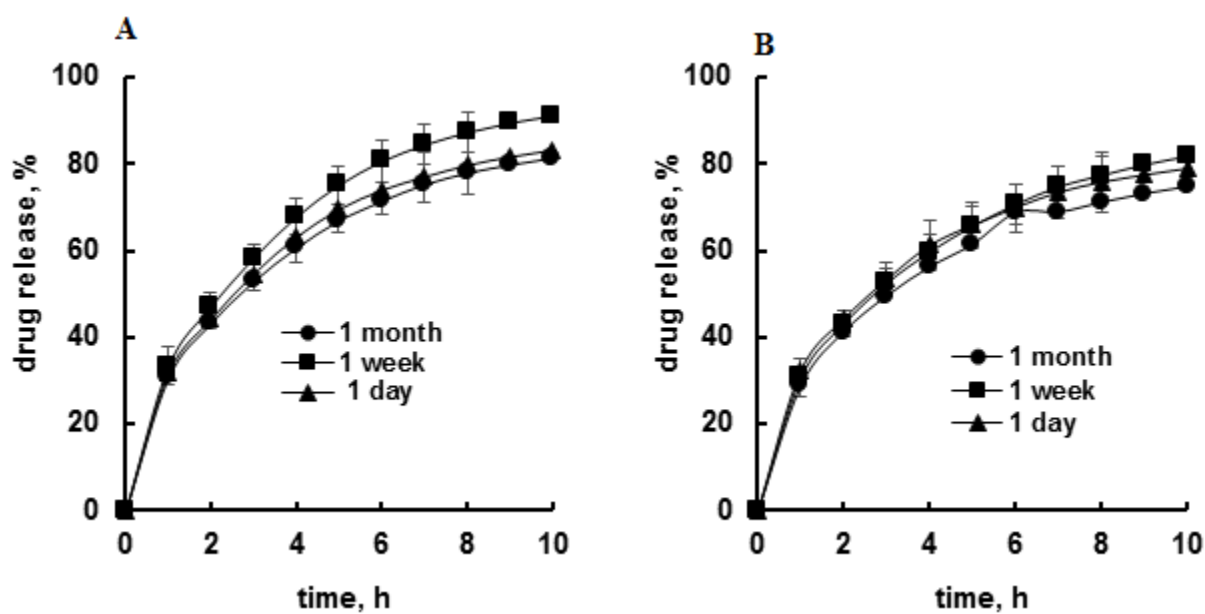 A
100
80
60
40
20
0
drug release, %
0 2 4 6 8 10
time, h
1 month
1 week
1 day
B
100
80
60
40
20
0
drug release, %
0 2 4 6 8 10
time, h
1 month
1 week
1 day